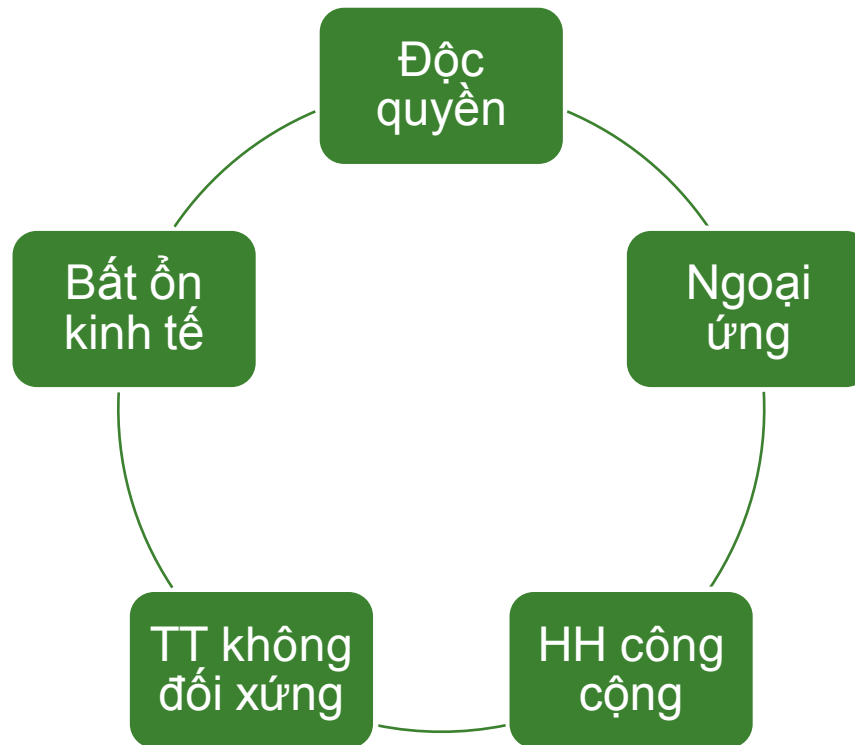 Độc
quyền
Bất ổn
kinh tế
Ngoại
ứng
TT không
đối xứng
HH công
cộng